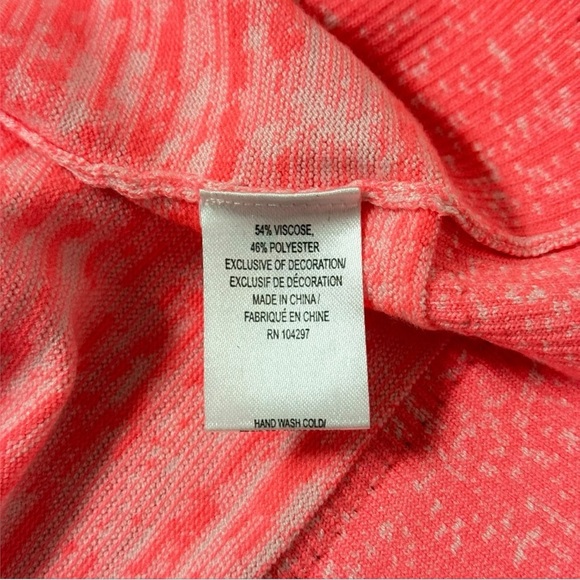 54% VISCOSE,
46% POLYESTER
EXCLUSIVE OF DECORATION/
EXCLUSIF DE DÉCORATION
MADE IN CHINA /
FABRIQUÉ EN CHINE
RN 104297
HAND WASH COLD/